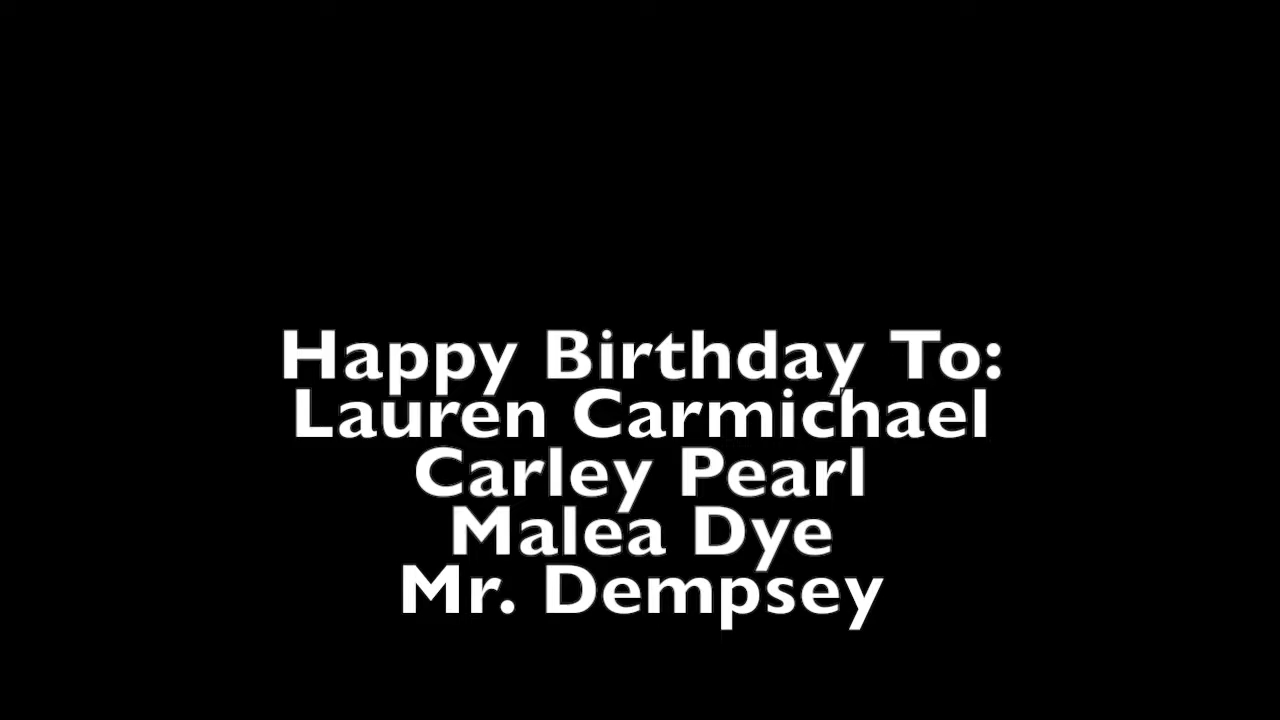 Happy Birthday To:
Lauren Carmichael
Carley Pearl
Malea Dye
Mr. Dempsey